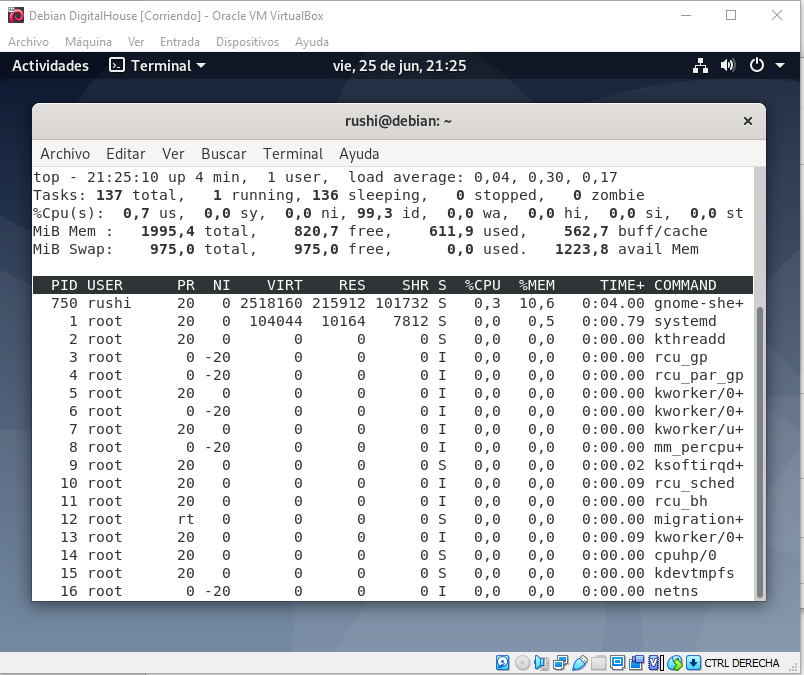 Debian DigitalHouse [Corriendo] - Oracle VM VirtualBox
Archivo Máquina Ver Entrada Dispositivos Ayuda
Actividades Terminal vie, 25 de jun, 21:25
rushi@debian: ~
Archivo Editar Ver Buscar Terminal Ayuda
top - 21:25:10 up 4 min,  1 user,  load average: 0,04, 0,30, 0,17
Tasks: 137 total,   1 running, 136 sleeping,   0 stopped,   0 zombie
%Cpu(s):  0,7 us,  0,0 sy,  0,0 ni, 99,3 id,  0,0 wa,  0,0 hi,  0,0 si,  0,0 st
MiB Mem :   1995,4 total,    820,7 free,    611,9 used,    562,7 buff/cache
MiB Swap:    975,0 total,    975,0 free,      0,0 used.   1223,8 avail Mem
PID USER PR NI VIRT RES SHR S %CPU %MEM TIME+ COMMAND
750 rushi 20 0 2518160 215912 101732 S 0,3 10,6 0:04.00 gnome-she+
1 root 20 0 104044 10164 7812 S 0,0 0,5 0:00.79 systemd
2 root 20 0 0 0 0 S 0,0 0,0 0:00.00 kthreadd
3 root 0 -20 0 0 0 I 0,0 0,0 0:00.00 rcu_gp
4 root 0 -20 0 0 0 I 0,0 0,0 0:00.00 rcu_par_gp
5 root 20 0 0 0 0 I 0,0 0,0 0:00.00 kworker/0+
6 root 0 -20 0 0 0 I 0,0 0,0 0:00.00 kworker/0+
7 root 20 0 0 0 0 I 0,0 0,0 0:00.00 kworker/u+
8 root 0 -20 0 0 0 I 0,0 0,0 0:00.00 mm_percpu+
9 root 20 0 0 0 0 S 0,0 0,0 0:00.02 ksoftirqd+
10 root 20 0 0 0 0 I 0,0 0,0 0:00.09 rcu_sched
11 root 20 0 0 0 0 I 0,0 0,0 0:00.00 rcu_bh
12 root rt 0 0 0 0 S 0,0 0,0 0:00.00 migration+
13 root 20 0 0 0 0 I 0,0 0,0 0:00.09 kworker/0+
14 root 20 0 0 0 0 S 0,0 0,0 0:00.00 cpuhp/0
15 root 20 0 0 0 0 S 0,0 0,0 0:00.00 kdevtmpfs
16 root 0 -20 0 0 0 I 0,0 0,0 0:00.00 netns
CTRL DERECHA